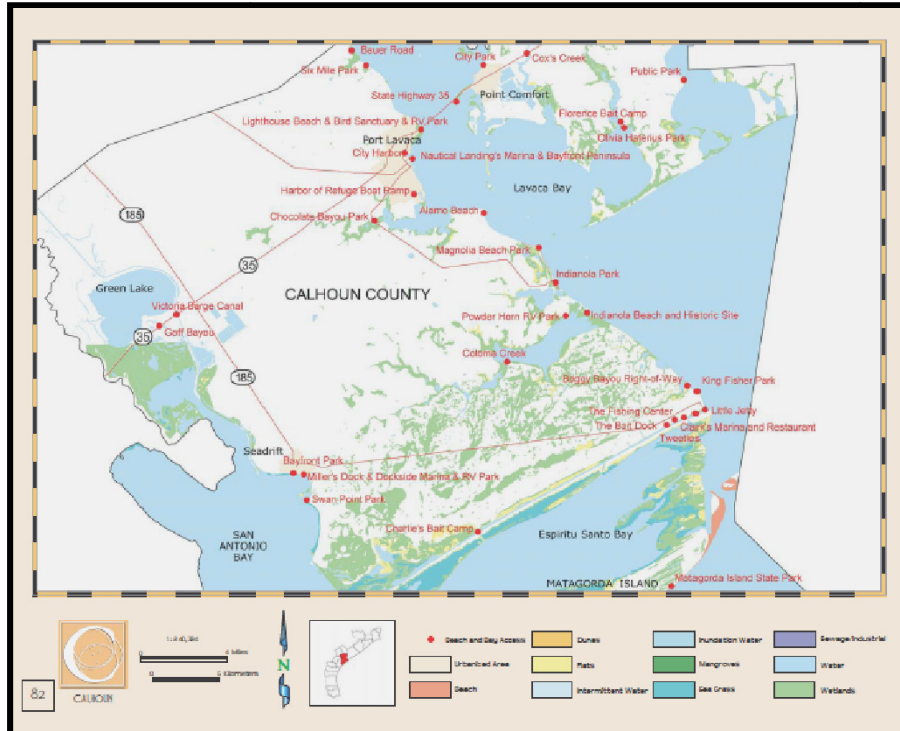 Bauer Road
City Park
Cox's Creek
Six Mile Park
Public Park
State Highway 35
Point Comfort
Florence Bait Camp
Lighthouse Beach & Bird Sanctuary & RV Park
Olivia Haterius Park
Port Lavaca
City Harbor
Nautical Landing's Marina & Bayfront Peninsula
Lavaca Bay
Harbor of Refuge Boat Ramp
Alamo Beach
185
Chocolate Bayou Park
Magnolia Beach Park
35
Indianola Park
Green Lake
CALHOUN COUNTY
Victoria Barge Canal
Powder Horn RV Park
Indianola Beach and Historic Site
Goff Bayou
35
Coloma Creek
185
Boggy Bayou Right-of-Way
King Fisher Park
The Fishing Center
Little Jetty
The Bait Dock
Clark's Marina and Restaurant
Tweeties
Seadrift
Bayfront Park
Miller's Dock & Dockside Marina & RV Park
Swan Point Park
Charlie's Bait Camp
SAN
ANTONIO
BAY
Espiritu Santo Bay
MATAGORDA ISLAND
Matagorda Island State Park
N
CALHOUN
82
Beach and Bay Access
Urbanized Area
Beach
Dunes
Flats
Intermittent Water
Inundation Water
Mangroves
Sea Grass
Sewage/Industrial
Water
Wetlands